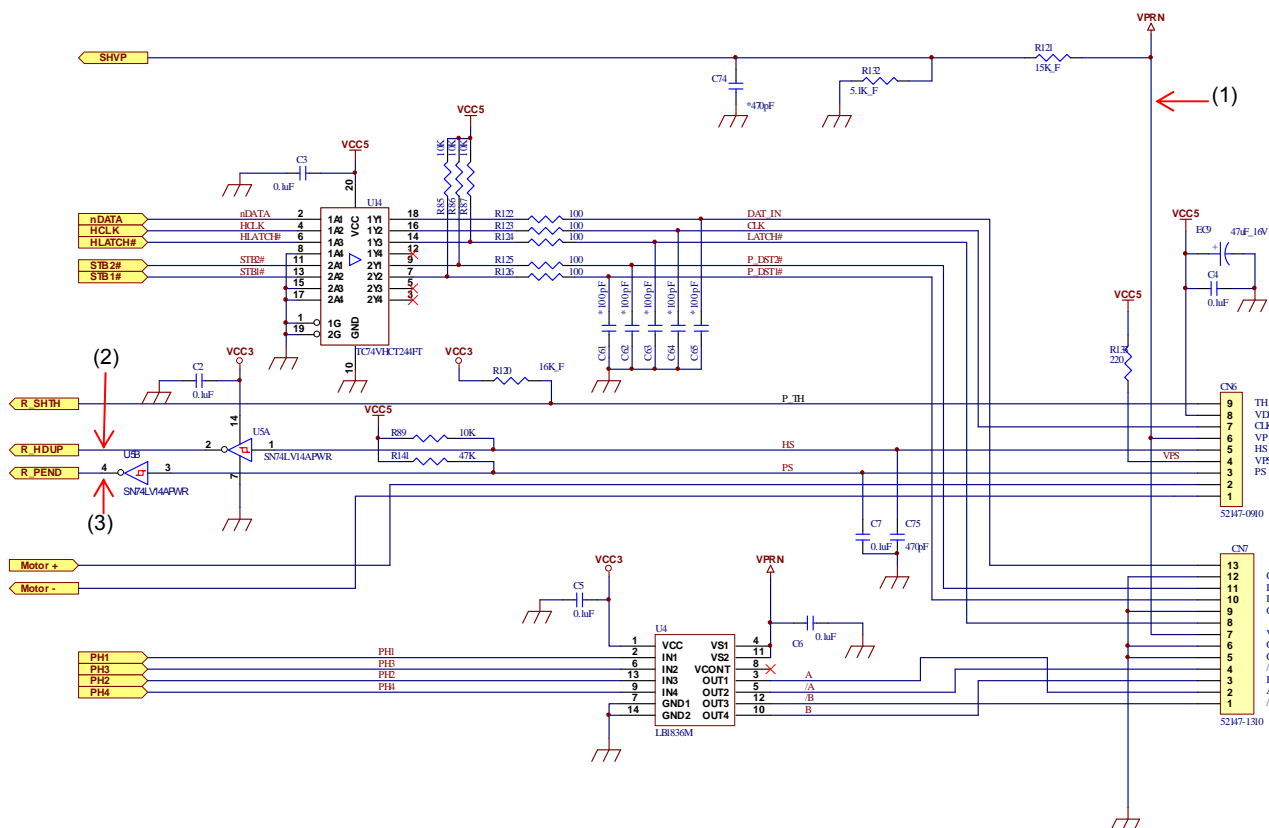 VPRN
SHVP
R121
15K_F
R132
5.1K_F
C74
*470pF
(1)
VCC5
VCC5
C3
0.1uF
20
10K
10K
10K
R85
R86
R87
U14
nDATA nDATA 2 1A1 1Y1 18 R122 100 DAT_IN
HCLK HCLK 4 1A2 1Y2 16 R123 100 CLK
HLATCH# HLATCH# 6 1A3 1Y3 14 R124 100 LATCH#
8 1A4 1Y4 12
STB2# STB2# 11 2A1 2Y1 9 R125 100 P_DST2#
STB1# STB1# 13 2A2 2Y2 7 R126 100 P_DST1#
15 2A3 2Y3 5
17 2A4 2Y4 3
VCC
1 1G
19 2G
GND
10
TC74VHCT244FT
*100pF
*100pF
*100pF
*100pF
*100pF
C61
C62
C63
C64
C65
VCC5
EC9
+
47uF_16V
C4
0.1uF
VCC5
220
(2)
C2
0.1uF
VCC3
VCC3
R120
16K_F
R_SHTH
P_TH
VCC5
14
U5A
R_HDUP
2
1
SN74LV14APWR
R89
10K
HS
U5B
R_PEND
4
3
7
SN74LV14APWR
R141
47K
PS
VPS
(3)
CN6
9 TH
8
7
6 VP
5 HS
4
3 PS
2
1
52147-0910
C7
0.1uF
C75
470pF
Motor +
Motor -
VCC3
C5
0.1uF
VPRN
C6
0.1uF
U4
1 VCC VS1 4
PH1 PH1 2 IN1 VS2 11
PH3 PH3 6 IN2 VCONT 8
PH2 PH2 13 IN3 OUT1 3 A
PH4 PH4 9 IN4 OUT2 5 /A
7 GND1 OUT3 12 /B
14 GND2 OUT4 10 B
LB1836M
CN7
13
12
11
10
9
8
7
6
5
4
3
2
1
52147-1310